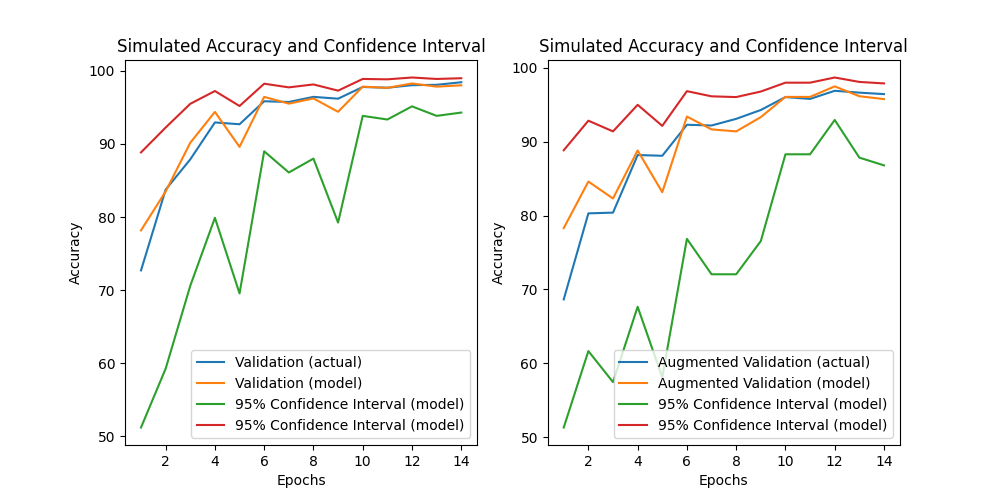 Simulated Accuracy and Confidence Interval
Accuracy
100
90
80
70
60
50
Validation (actual)
Validation (model)
95% Confidence Interval (model)
95% Confidence Interval (model)
2 4 6 8 10 12 14
Epochs
Simulated Accuracy and Confidence Interval
Accuracy
100
90
80
70
60
50
Augmented Validation (actual)
Augmented Validation (model)
95% Confidence Interval (model)
95% Confidence Interval (model)
2 4 6 8 10 12 14
Epochs